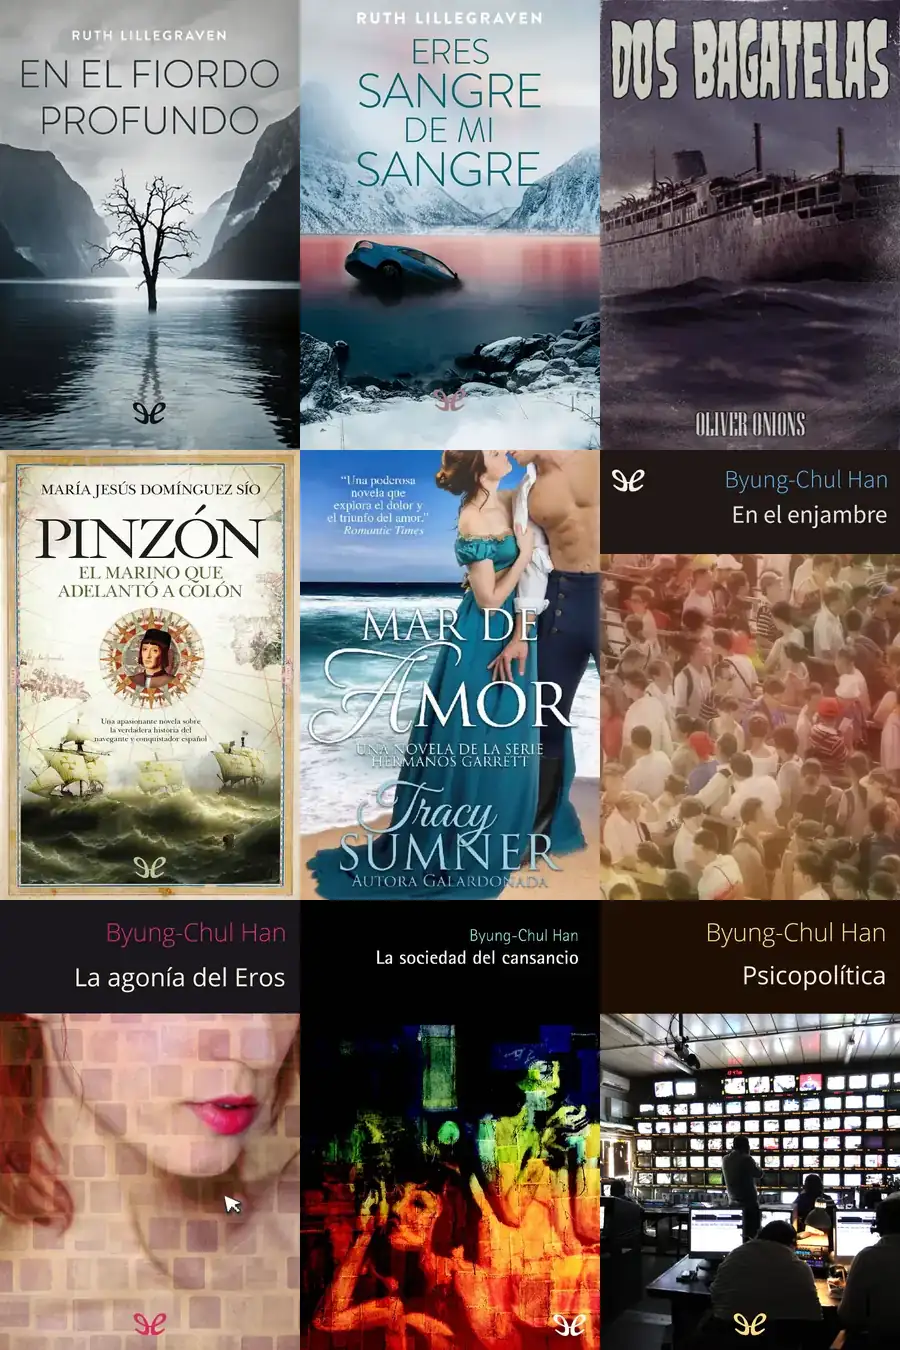 RUTH LILLEGRAVEN
EN EL FIORDO
PROFUNDO
RUTH LILLEGRAVEN
ERES
SANGRE
DE MI
SANGRE
DOS BAGATELAS
OLIVER ONIONS
MARÍA JESÚS DOMÍNGUEZ SÍO
PINZÓN
EL MARINO QUE
ADELANTÓ A COLÓN
Una apasionante novela sobre
la verdadera historia del
navegante y conquistador español
“Una poderosa
novela que
explora el dolor y
el triunfo del amor.”
Romantic Times
MAR DE
AMOR
UNA NOVELA DE LA SERIE
HERMANOS GARRETT
Tracy
SUMNER
AUTORA GALARDONADA
Byung-Chul Han
En el enjambre
Byung-Chul Han
La agonía del Eros
Byung-Chul Han
La sociedad del cansancio
Byung-Chul Han
Psicopolítica